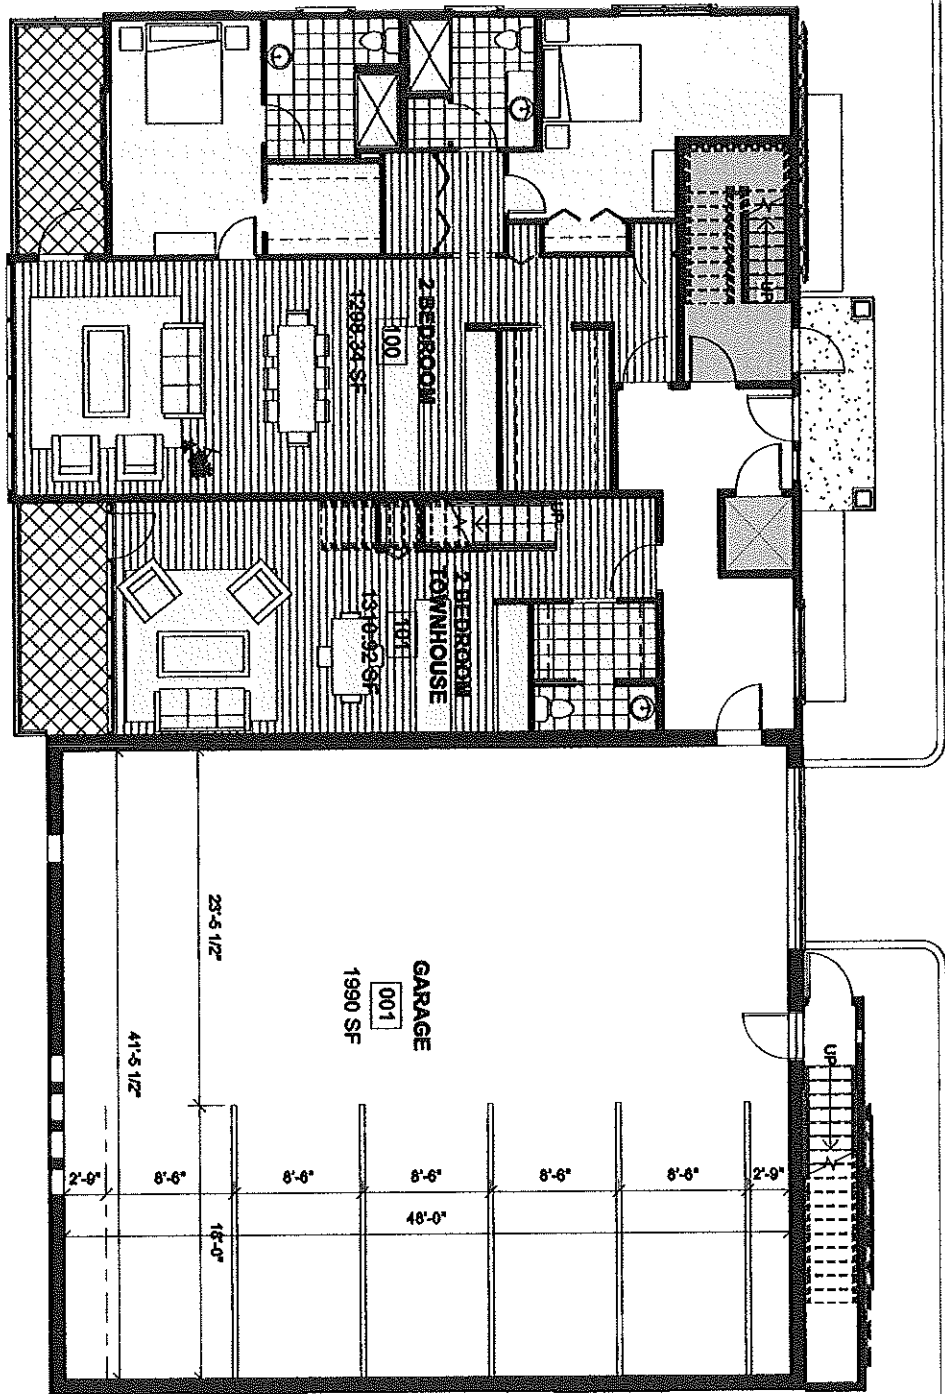 UP
2 BEDROOM
100
1298.34 SF
UP
2 BEDROOM
TOWNHOUSE
101
1310.92 SF
GARAGE
001
1990 SF
23'-5 1/2"
41'-5 1/2"
UP
2'-9"
8'-6"
8'-6"
8'-6"
8'-6"
8'-6"
2'-9"
48'-0"
18'-0"